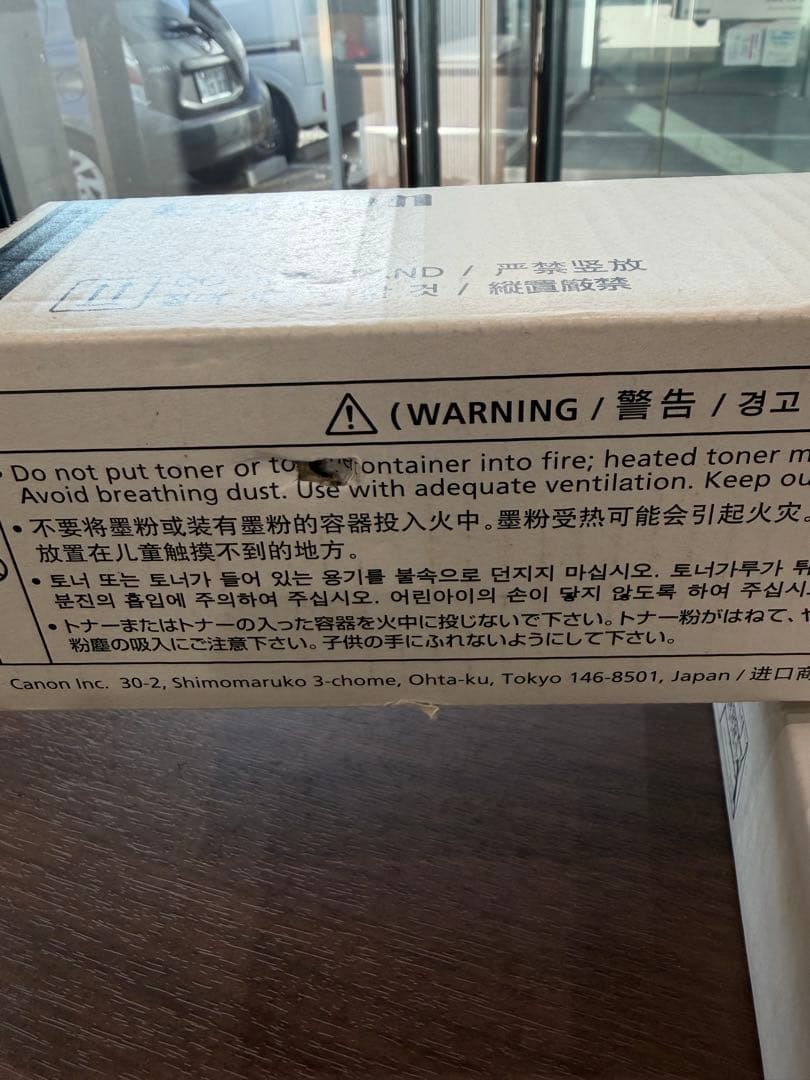 AND / 严禁竖放
것 / 縦置厳禁
(WARNING / 警告 / 경고
• Do not put toner or to ontainer into fire; heated toner m
Avoid breathing dust. Use with adequate ventilation. Keep ou
• 不要将墨粉或装有墨粉的容器投入火中。墨粉受热可能会引起火灾。
放置在儿童触摸不到的地方。
• 토너 또는 토너가 들어 있는 용기를 불속으로 던지지 마십시오. 토너가루가 튀
분진의 흡입에 주의하여 주십시오. 어린아이의 손이 닿지 않도록 하여 주십시
• トナーまたはトナーの入った容器を火中に投じないで下さい。トナー粉がはねて、
粉塵の吸入にご注意下さい。子供の手にふれないようにして下さい。
Canon Inc. 30-2, Shimomaruko 3-chome, Ohta-ku, Tokyo 146-8501, Japan / 进口商